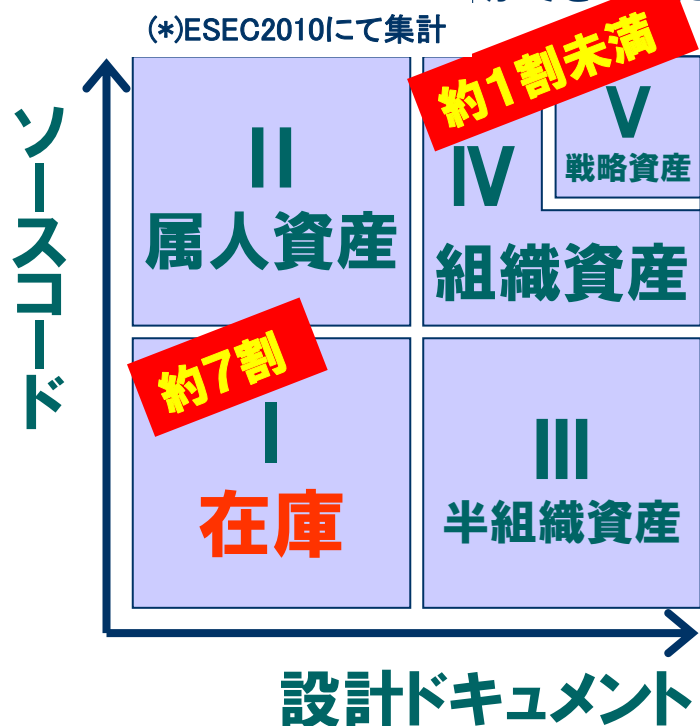 (*)ESEC2010にて集計
ソースコード
約1割未満
II
属人資産
IV
組織資産
V
戦略資産
約7割
I
在庫
III
半組織資産
設計ドキュメント